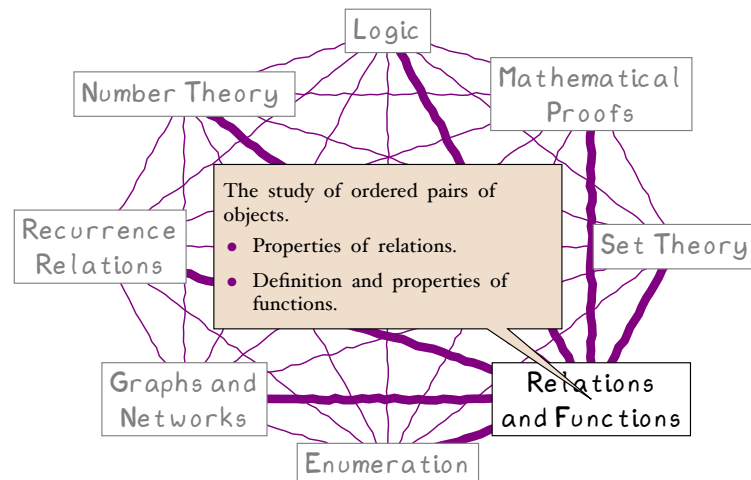 Logic
Number Theory
Mathematical
Proofs
The study of ordered pairs of
objects.
• Properties of relations.
• Definition and properties of
functions.
Recurrence
Relations
Set Theory
Graphs and
Networks
Relations
and Functions
Enumeration